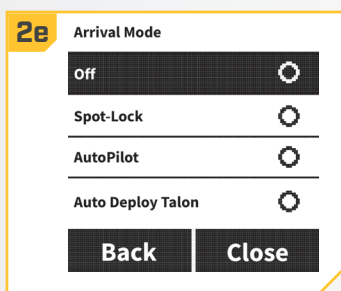 2e
Arrival Mode
Off
Spot-Lock
AutoPilot
Auto Deploy Talon
Back Close